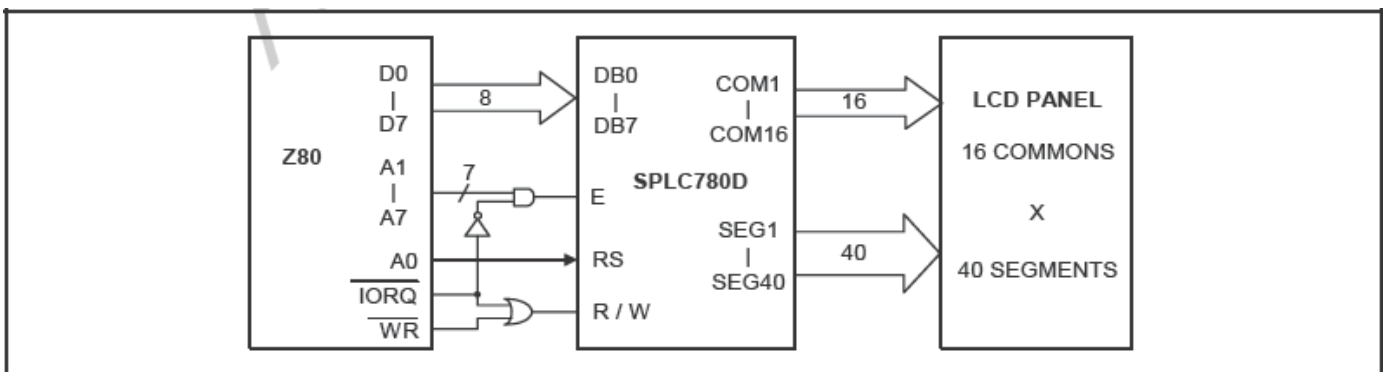 D0
|
D7
Z80
A1
|
A7
A0
IORQ
WR
8
7
DB0
|
DB7
E
RS
R / W
SPLC780D
COM1
|
COM16
SEG1
|
SEG40
16
40
LCD PANEL
16 COMMONS
X
40 SEGMENTS